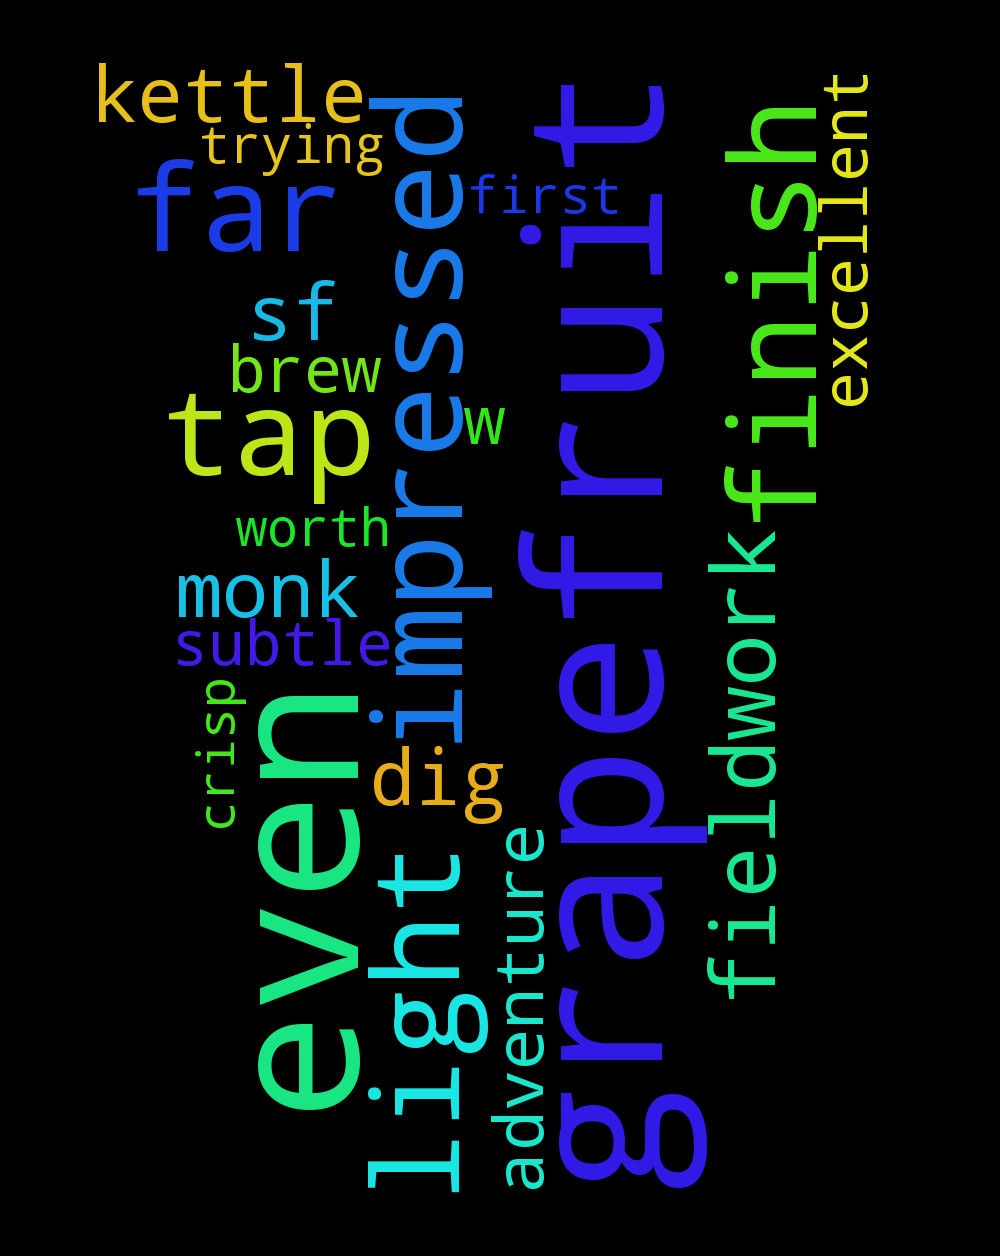 kettle
trying
far
first
impressed
grapefruit
finish
excellent
sf
brew
tap
w
worth
monk
subtle
fieldwork
crisp
even
dig
light
adventure